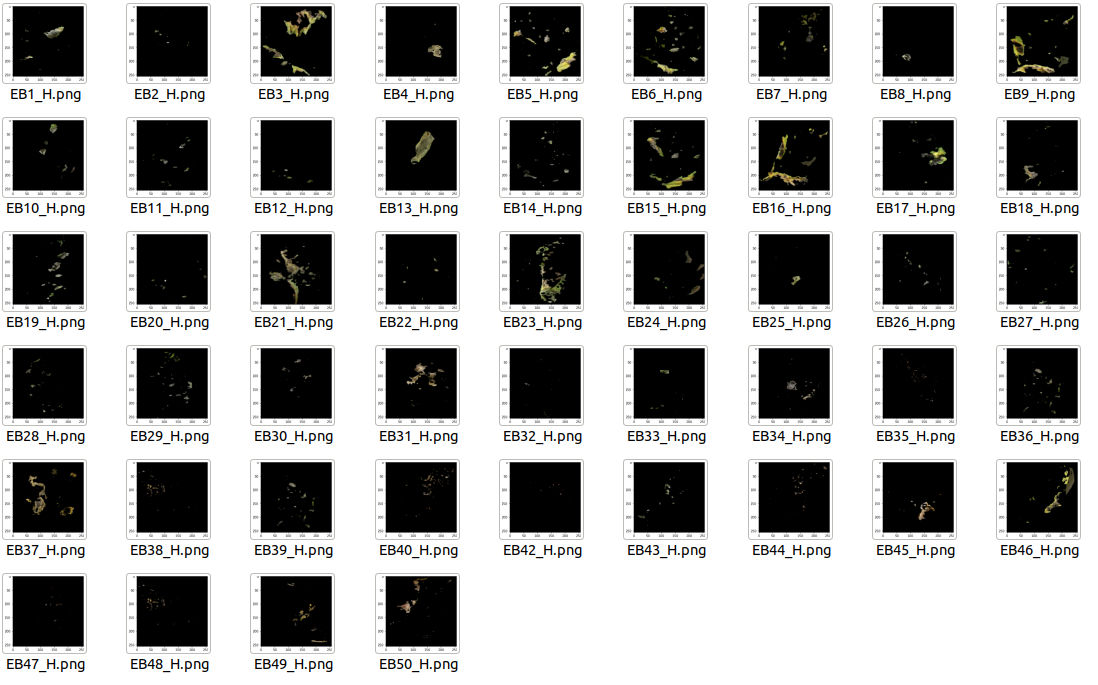 EB1_H.png EB2_H.png EB3_H.png EB4_H.png EB5_H.png EB6_H.png EB7_H.png EB8_H.png EB9_H.png
EB10_H.png EB11_H.png EB12_H.png EB13_H.png EB14_H.png EB15_H.png EB16_H.png EB17_H.png EB18_H.png
EB19_H.png EB20_H.png EB21_H.png EB22_H.png EB23_H.png EB24_H.png EB25_H.png EB26_H.png EB27_H.png
EB28_H.png EB29_H.png EB30_H.png EB31_H.png EB32_H.png EB33_H.png EB34_H.png EB35_H.png EB36_H.png
EB37_H.png EB38_H.png EB39_H.png EB40_H.png EB42_H.png EB43_H.png EB44_H.png EB45_H.png EB46_H.png
EB47_H.png EB48_H.png EB49_H.png EB50_H.png